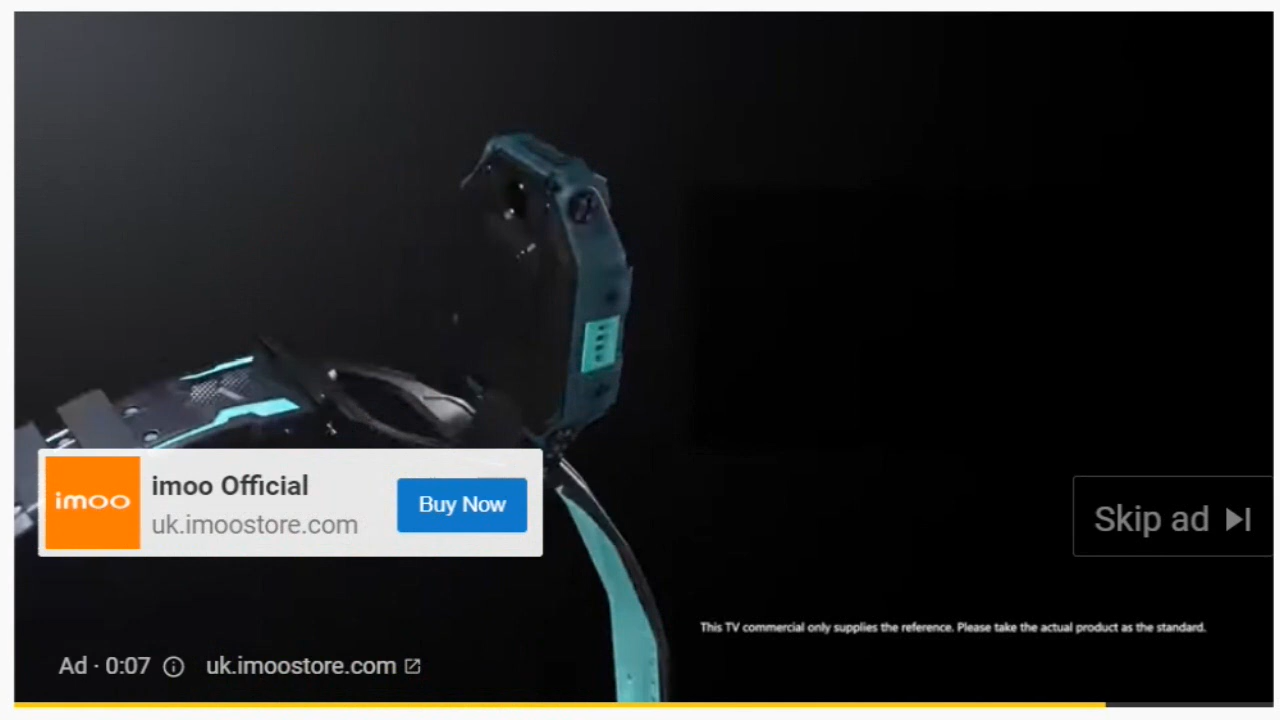 imoo
imoo Official
uk.imoostore.com
Buy Now
Skip ad
This TV commercial only supplies the reference. Please take the actual product as the standard.
Ad · 0:07 uk.imoostore.com